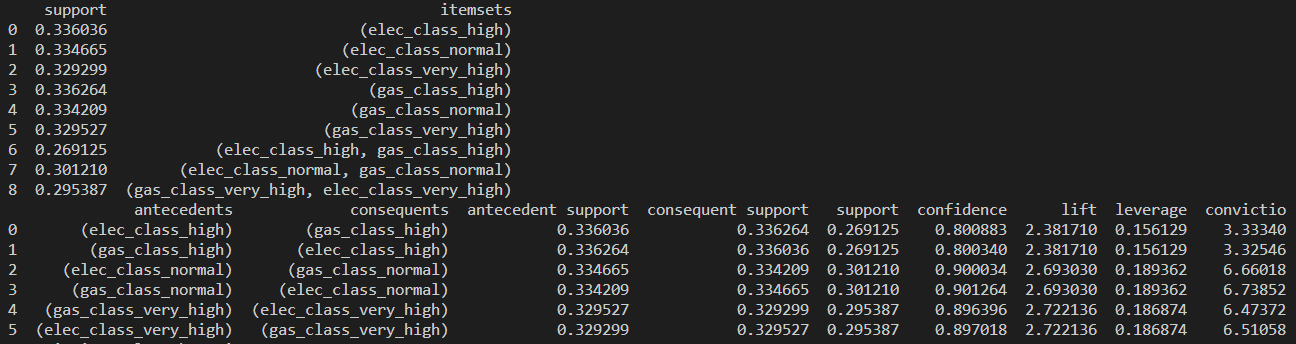 support itemsets
0 0.336036 (elec_class_high)
1 0.334665 (elec_class_normal)
2 0.329299 (elec_class_very_high)
3 0.336264 (gas_class_high)
4 0.334209 (gas_class_normal)
5 0.329527 (gas_class_very_high)
6 0.269125 (elec_class_high, gas_class_high)
7 0.301210 (elec_class_normal, gas_class_normal)
8 0.295387 (gas_class_very_high, elec_class_very_high)
antecedents consequents antecedent support consequent support support confidence lift leverage convictio
0 (elec_class_high) (gas_class_high) 0.336036 0.336264 0.269125 0.800883 2.381710 0.156129 3.33340
1 (gas_class_high) (elec_class_high) 0.336264 0.336036 0.269125 0.800340 2.381710 0.156129 3.32546
2 (elec_class_normal) (gas_class_normal) 0.334665 0.334209 0.301210 0.900034 2.693030 0.189362 6.66018
3 (gas_class_normal) (elec_class_normal) 0.334209 0.334665 0.301210 0.901264 2.693030 0.189362 6.73852
4 (gas_class_very_high) (elec_class_very_high) 0.329527 0.329299 0.295387 0.896396 2.722136 0.186874 6.47372
5 (elec_class_very_high) (gas_class_very_high) 0.329299 0.329527 0.295387 0.897018 2.722136 0.186874 6.51058